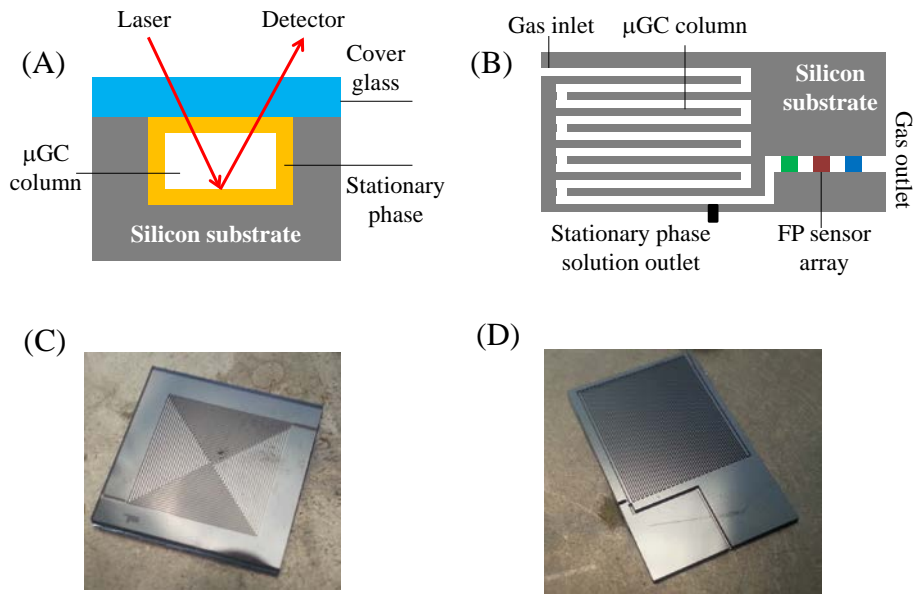 (A)
Laser
Detector
Cover
glass
μGC
column
Stationary
phase
Silicon substrate
(B)
Gas inlet
μGC column
Silicon
substrate
Gas outlet
Stationary phase
solution outlet
FP sensor
array
(C)
(D)